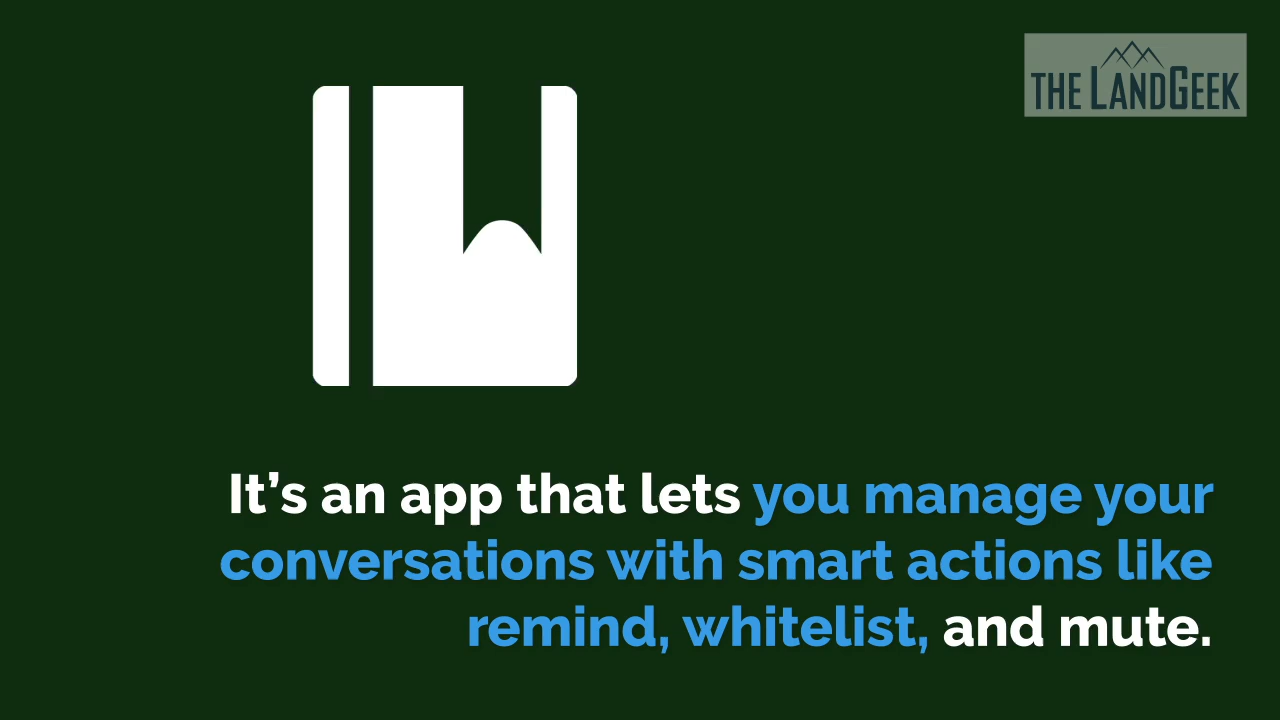 THE LANDGEEK
It's an app that lets you manage your
conversations with smart actions like
remind, whitelist, and mute.